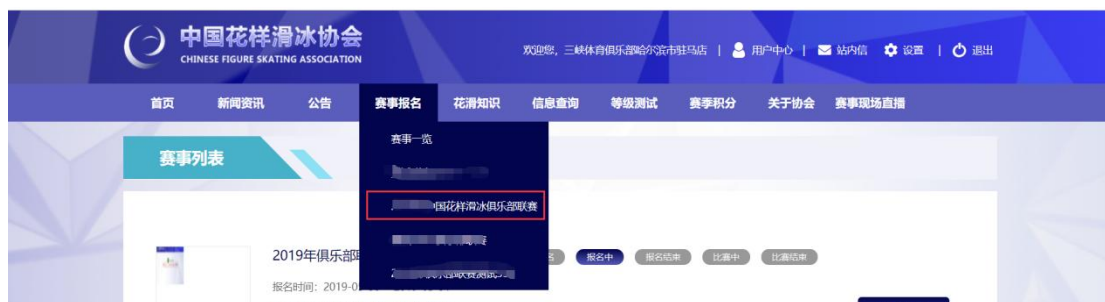 中国花样滑冰协会
CHINESE FIGURE SKATING ASSOCIATION
欢迎您，三峡体育俱乐部哈尔滨市驻马店 | 用户中心 | 站内信 设置 | 退出
首页 新闻资讯 公告 赛事报名 花滑知识 信息查询 等级测试 赛季积分 关于协会 赛事现场直播
赛事一览
赛事列表
国花样滑冰俱乐部联赛
2019年俱乐部 报名中 报名结束 比赛中 比赛结束
报名时间：2019-0